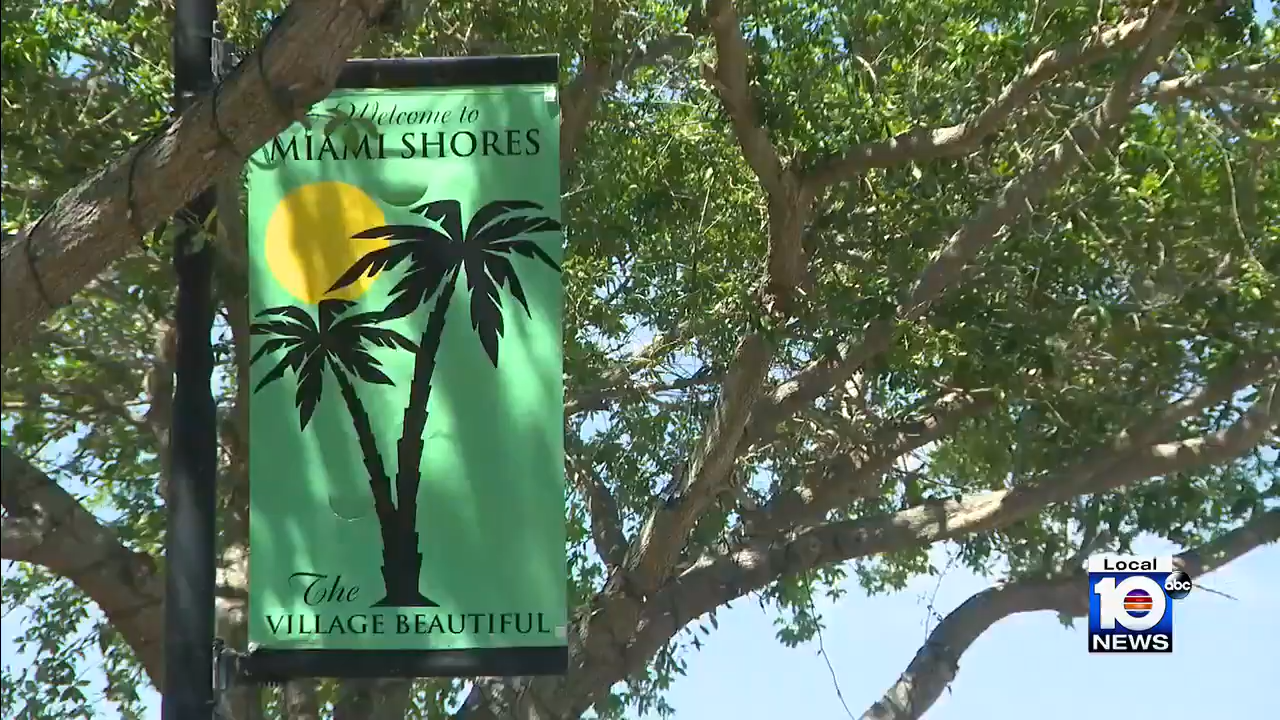 Welcome to
MIAMI SHORES
The
VILLAGE BEAUTIFUL
Local
10
abc
NEWS